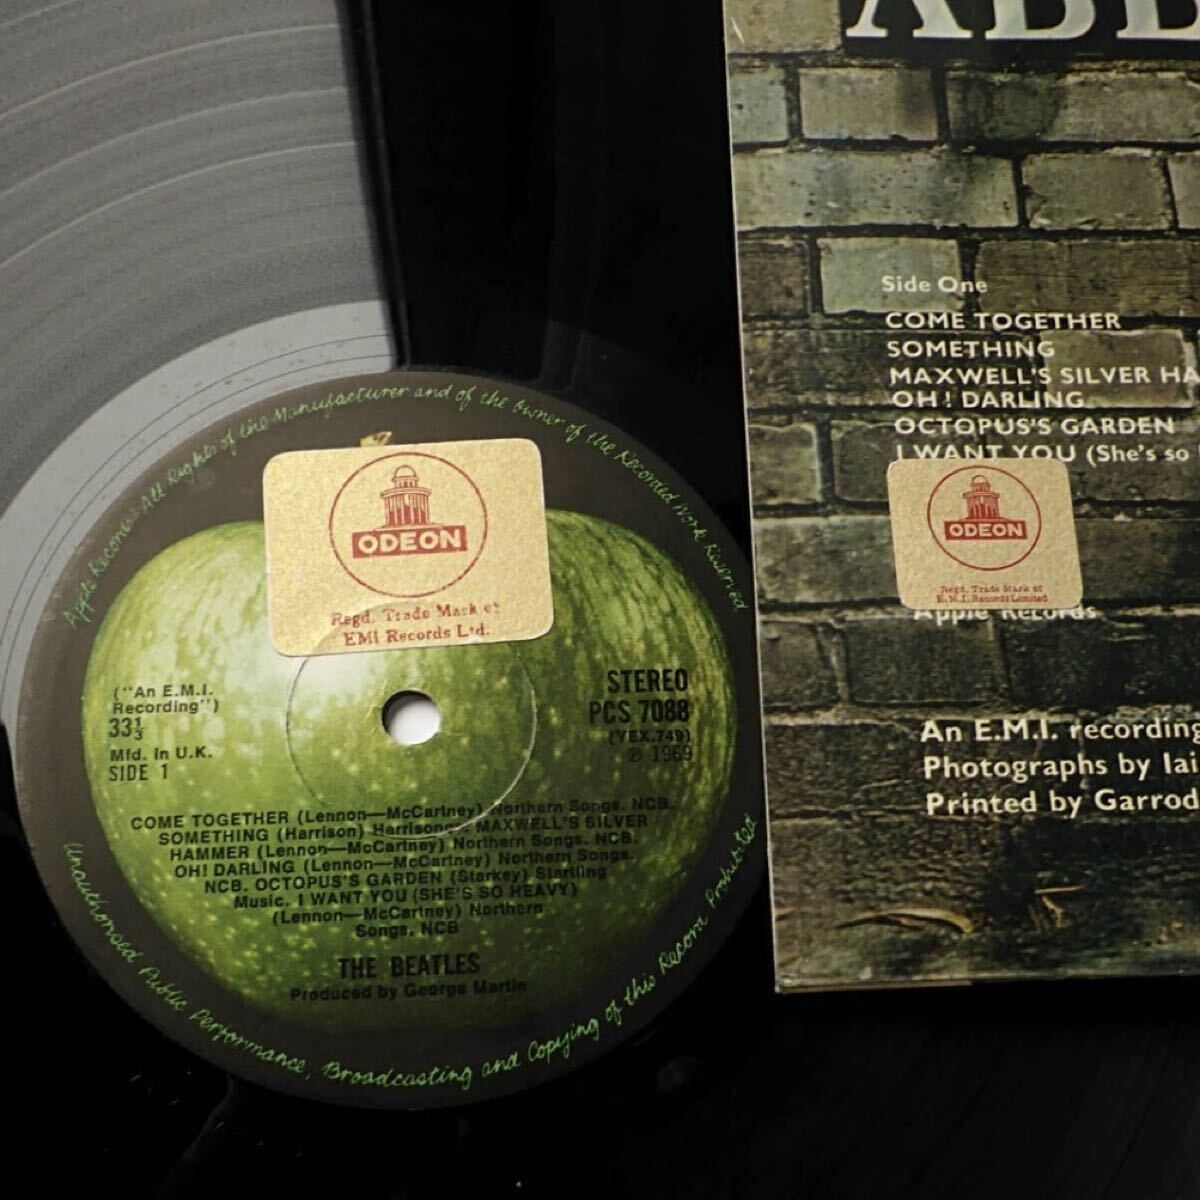 Apple Records. All Rights of the Manufacturer and of the Owner of the Recorded Work Reserved
ODEON
Regd. Trade Mark of
EMI Records Ltd.
("An E.M.I.
Recording")
33⅓
Mfd. in U.K.
SIDE 1
STEREO
PCS 7088
(YEX.749)
℗ 1969
COME TOGETHER (Lennon—McCartney) Northern Songs. NCB.
SOMETHING (Harrison) Harrisongs. MAXWELL'S SILVER
HAMMER (Lennon—McCartney) Northern Songs. NCB.
OH! DARLING (Lennon—McCartney) Northern Songs.
NCB. OCTOPUS'S GARDEN (Starkey) Startling
Music. I WANT YOU (SHE'S SO HEAVY)
(Lennon—McCartney) Northern
Songs. NCB
THE BEATLES
Produced by George Martin
Unauthorised Public Performance, Broadcasting and Copying of this Record Prohibited
ABB
Side One
COME TOGETHER
SOMETHING
MAXWELL'S SILVER HA
OH! DARLING
OCTOPUS'S GARDEN
I WANT YOU (She's so
ODEON
Regd. Trade Mark of
E.M.I. Records Limited
Apple Records
An E.M.I. recording
Photographs by Iai
Printed by Garrod